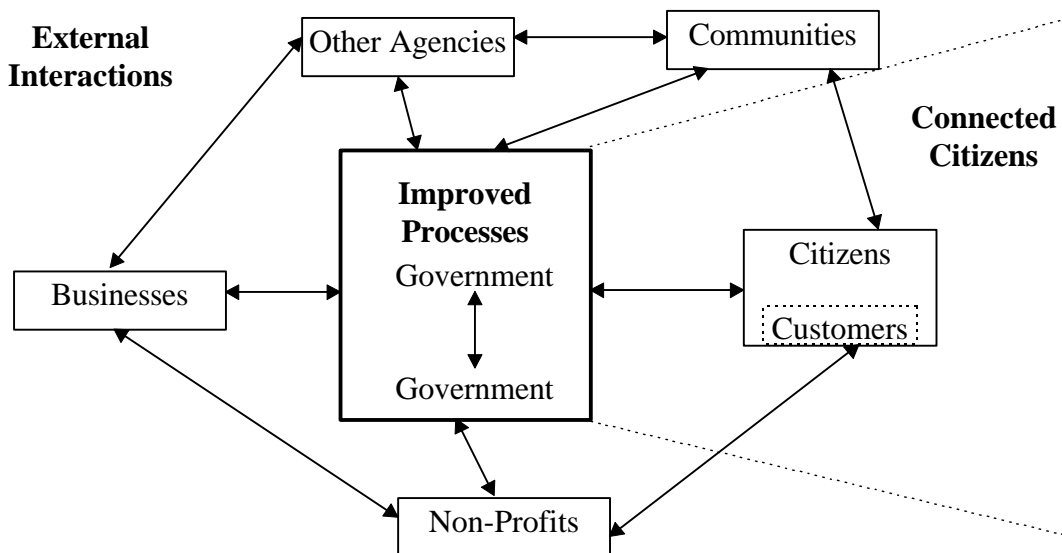 External
Interactions
Other Agencies
Communities
Connected
Citizens
Improved
Processes
Government
Government
Businesses
Citizens
Customers
Non-Profits